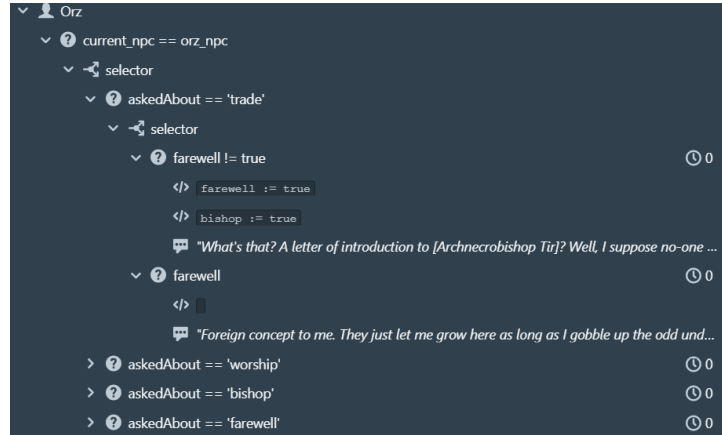 Orz
current_npc == orz_npc
selector
askedAbout == 'trade'
selector
farewell != true 0
farewell := true
bishop := true
"What's that? A letter of introduction to [Archnecrobishop Tir]? Well, I suppose no-one ...
farewell 0
"Foreign concept to me. They just let me grow here as long as I gobble up the odd und...
askedAbout == 'worship' 0
askedAbout == 'bishop' 0
askedAbout == 'farewell' 0